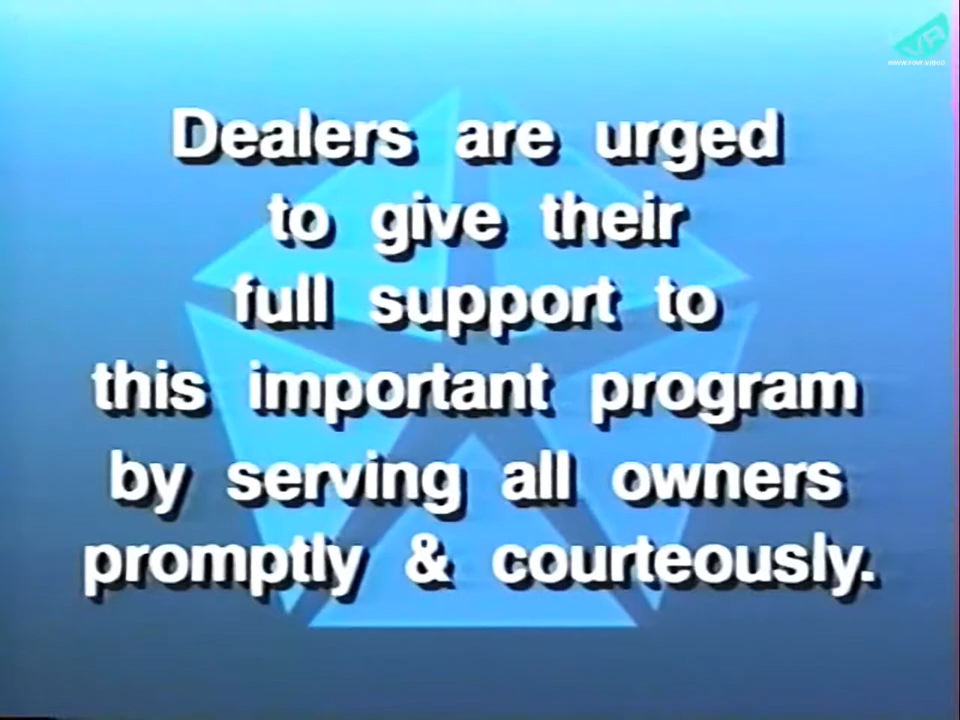 Dealers are urged
to give their
full support to
this important program
by serving all owners
promptly & courteously.